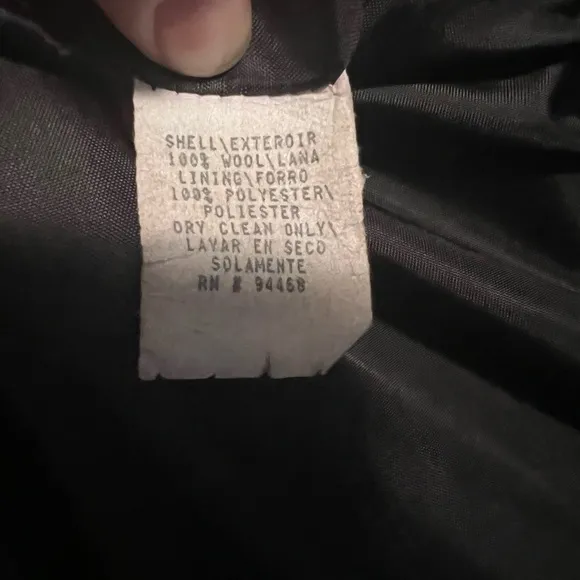 SHELL\EXTEROIR
100% WOOL\LANA
LINING\FORRO
100% POLYESTER\
POLIESTER
DRY CLEAN ONLY\
LAVAR EN SECO
SOLAMENTE
RN # 94468